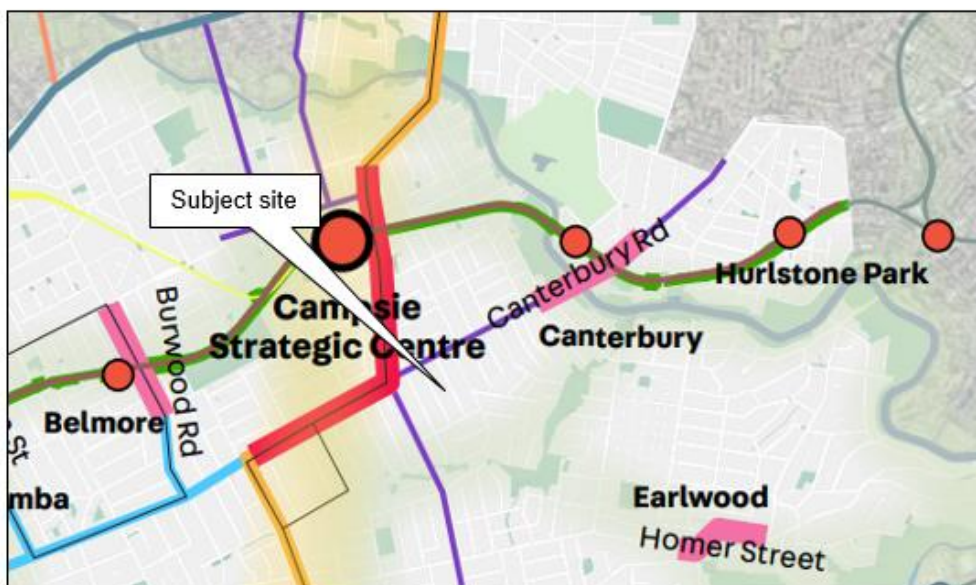 Subject site
Campsie
Strategic Centre
Canterbury Rd
Hurlstone Park
Canterbury
Burwood Rd
Belmore
St
mba
Earlwood
Homer Street